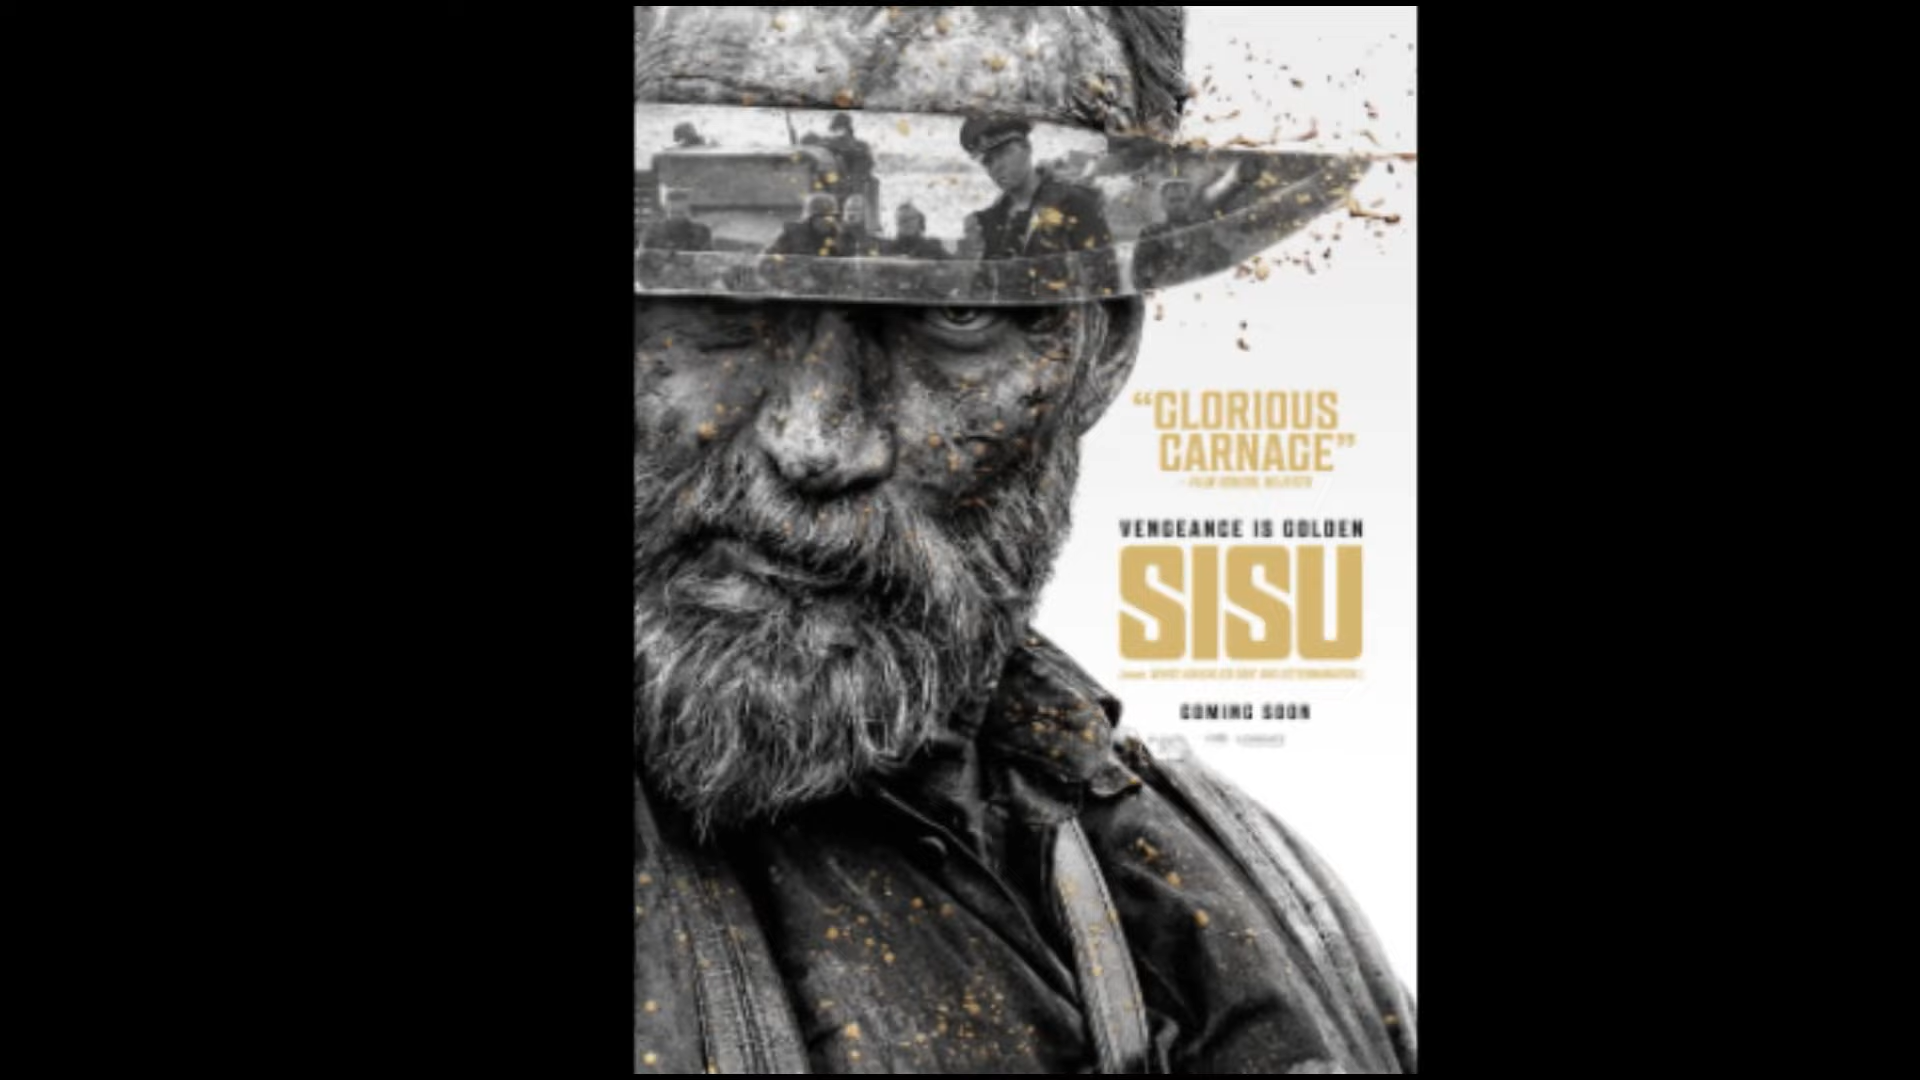 “GLORIOUS
CARNAGE”
VENGEANCE IS GOLDEN
SISU
COMING SOON